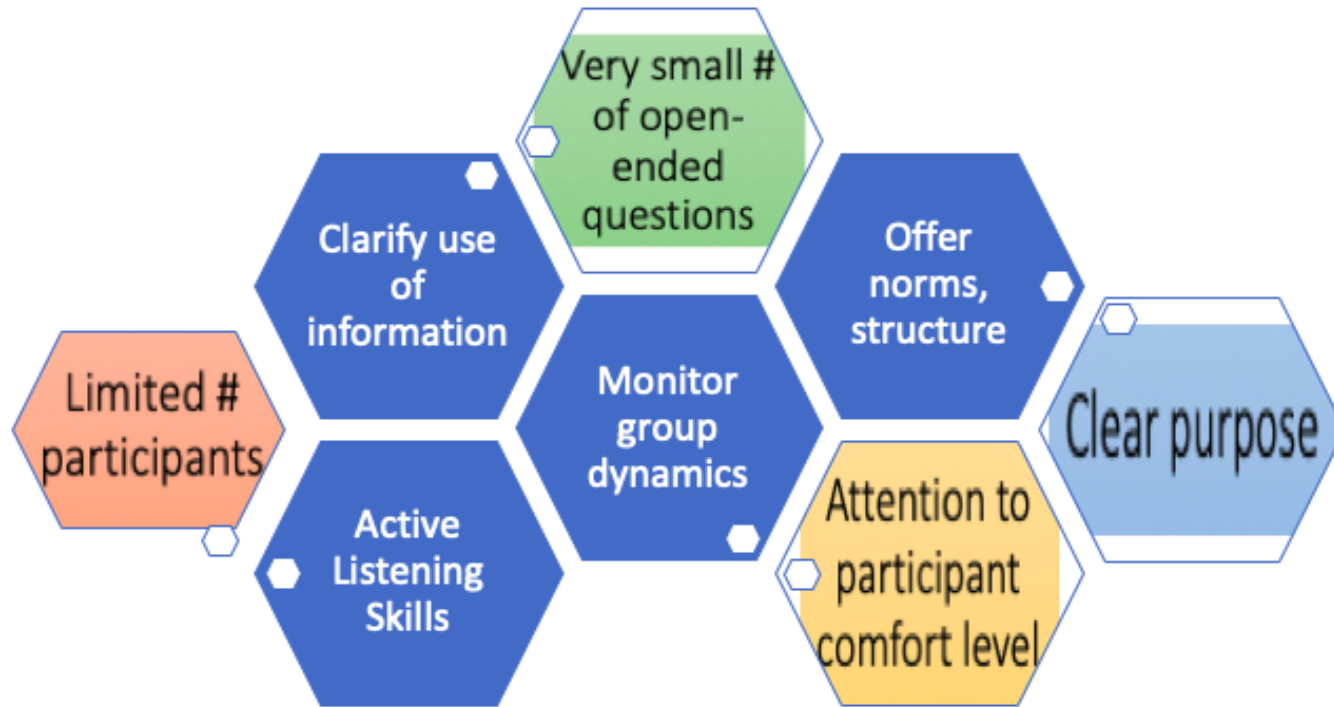 Very small #
of open-
ended
questions
Clarify use
of
information
Offer
norms,
structure
Limited #
participants
Monitor
group
dynamics
Clear purpose
Active
Listening
Skills
Attention to
participant
comfort level